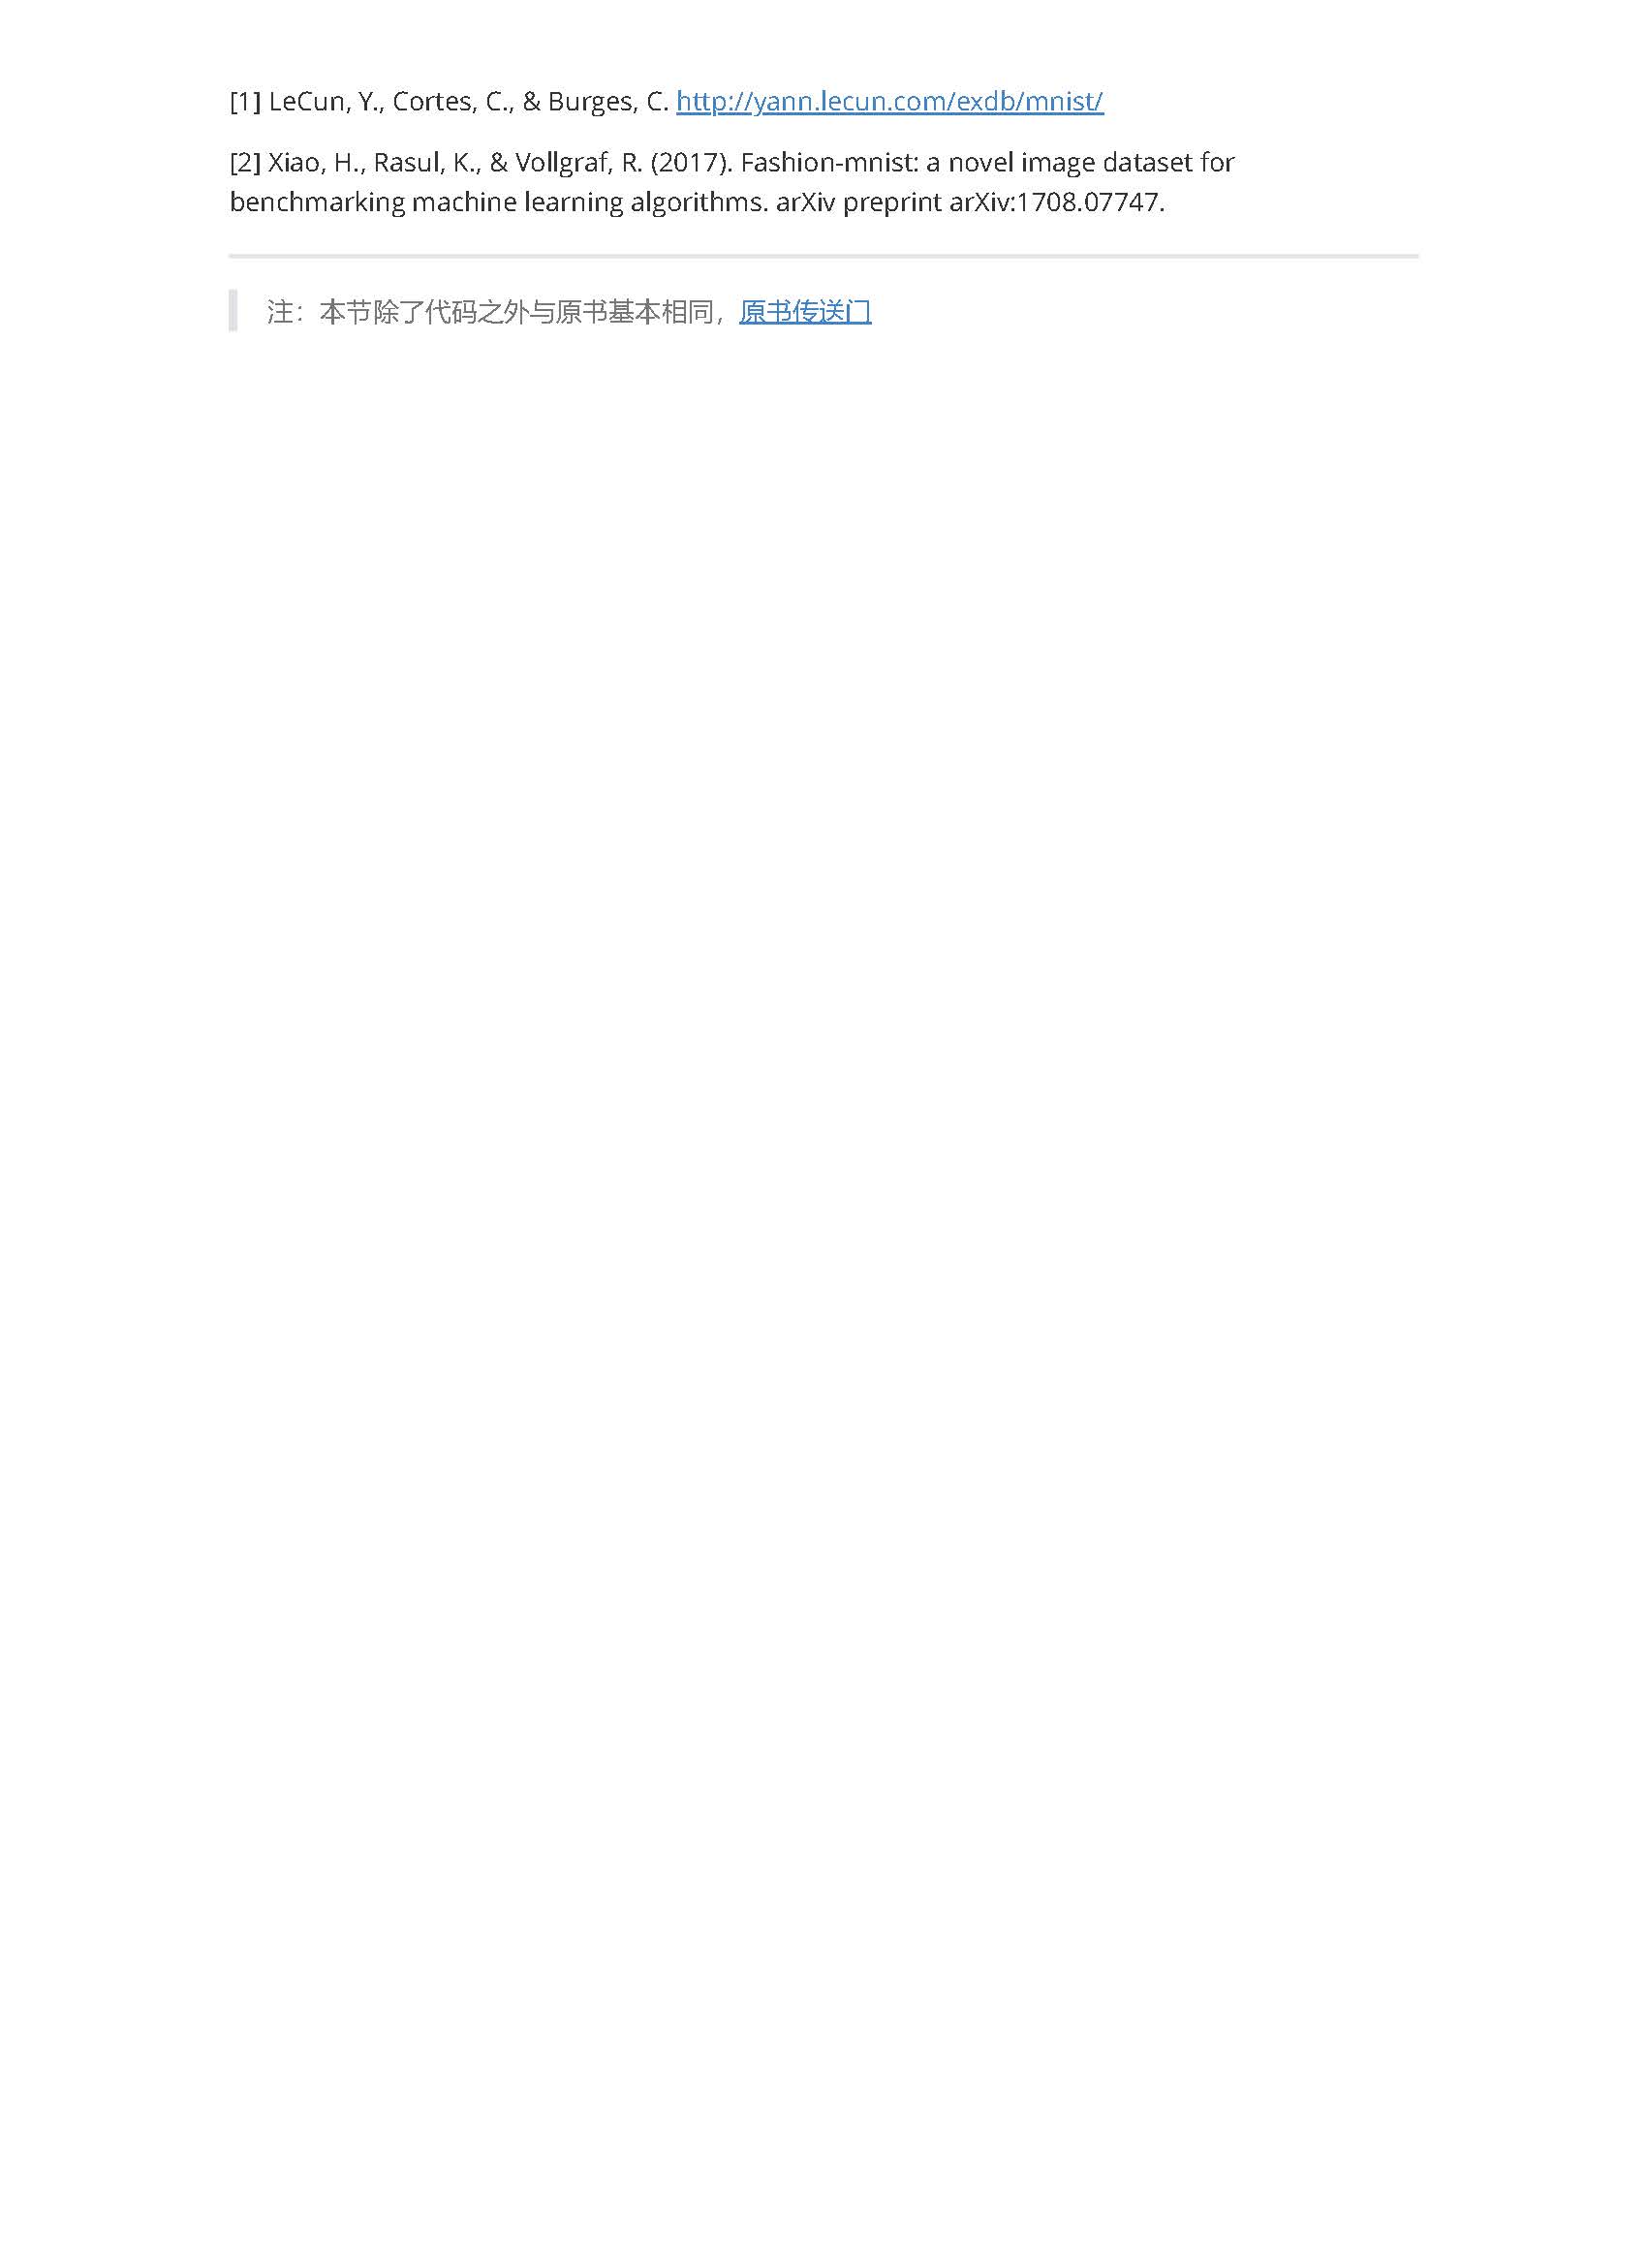 [1] LeCun, Y., Cortes, C., & Burges, C. http://yann.lecun.com/exdb/mnist/
[2] Xiao, H., Rasul, K., & Vollgraf, R. (2017). Fashion-mnist: a novel image dataset for
benchmarking machine learning algorithms. arXiv preprint arXiv:1708.07747.
注：本节除了代码之外与原书基本相同，原书传送门